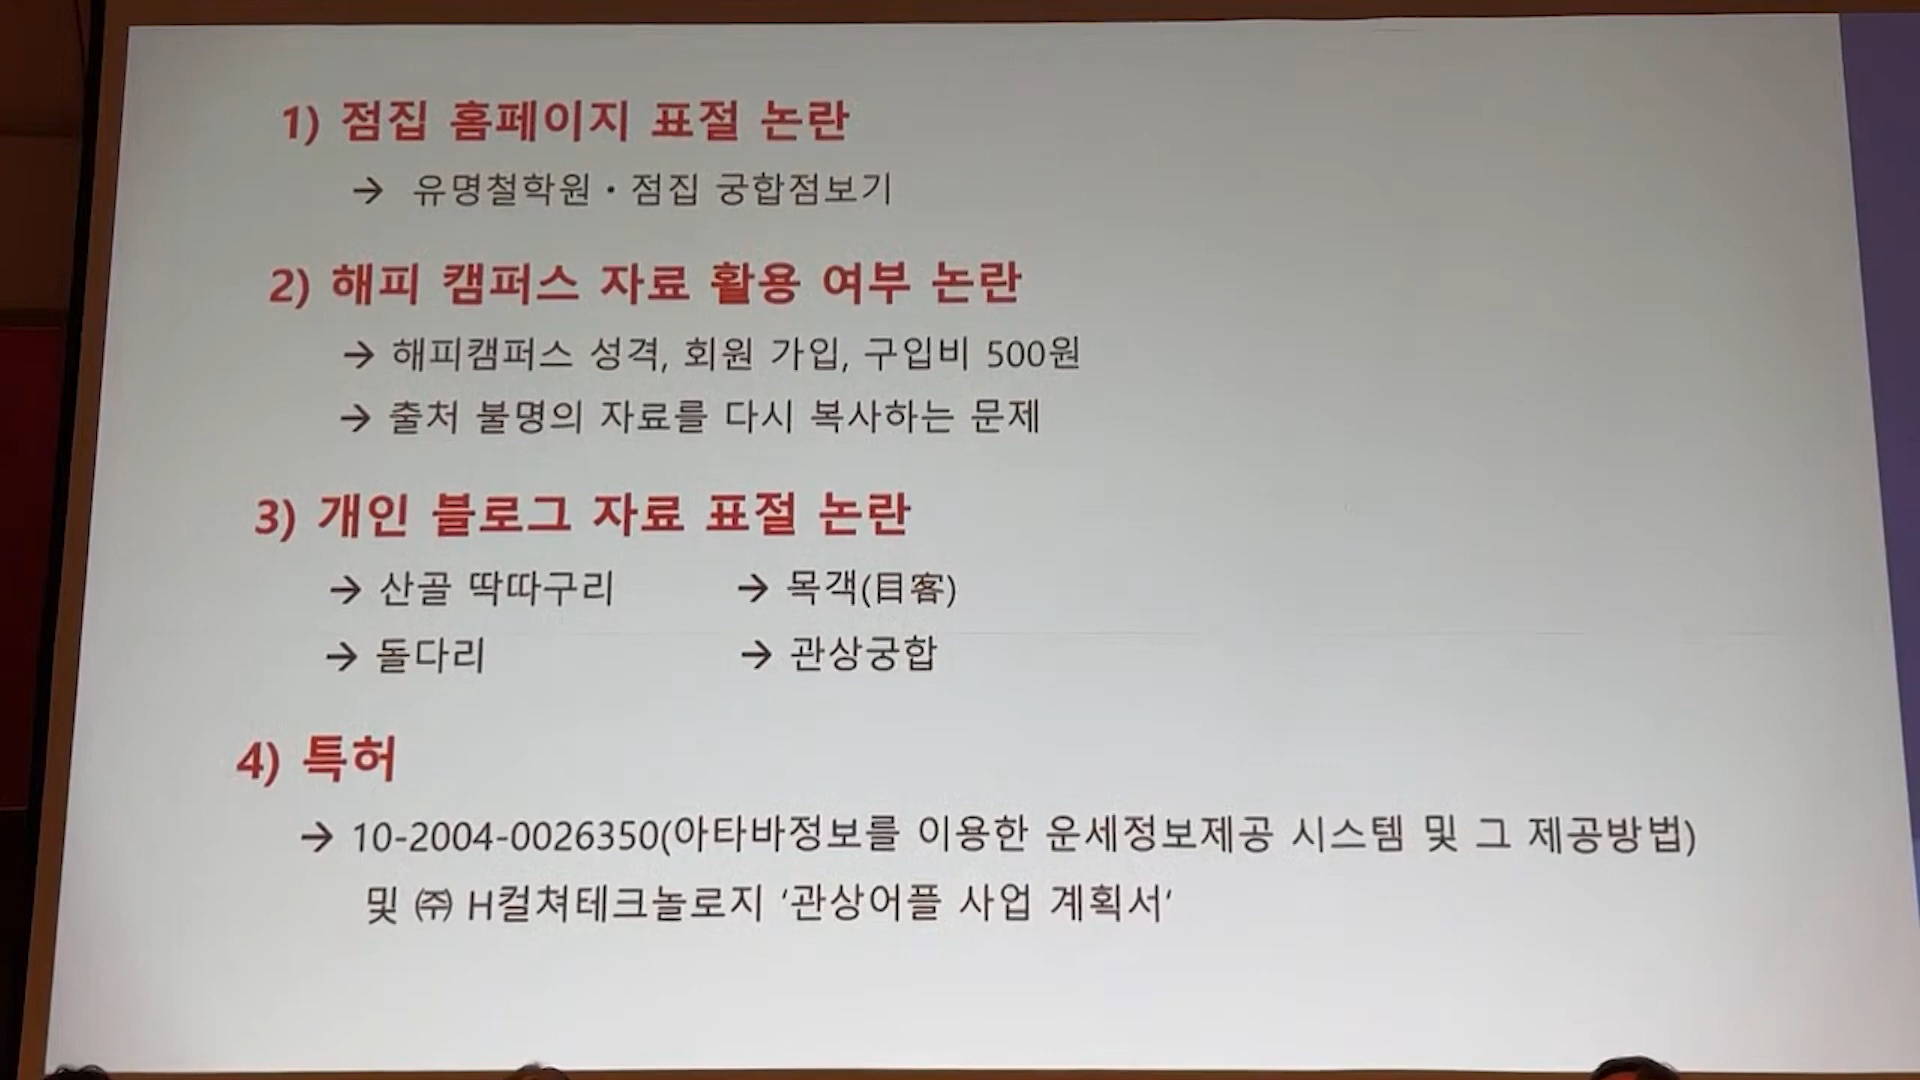 1) 점집 홈페이지 표절 논란
→ 유명철학원・점집 궁합점보기
2) 해피 캠퍼스 자료 활용 여부 논란
→ 해피캠퍼스 성격, 회원 가입, 구입비 500원
→ 출처 불명의 자료를 다시 복사하는 문제
3) 개인 블로그 자료 표절 논란
→ 산골 딱따구리 → 목객(目客)
→ 돌다리 → 관상궁합
4) 특허
→ 10-2004-0026350(아타바정보를 이용한 운세정보제공 시스템 및 그 제공방법)
및 ㈜ H컬쳐테크놀로지 ‘관상어플 사업 계획서‘